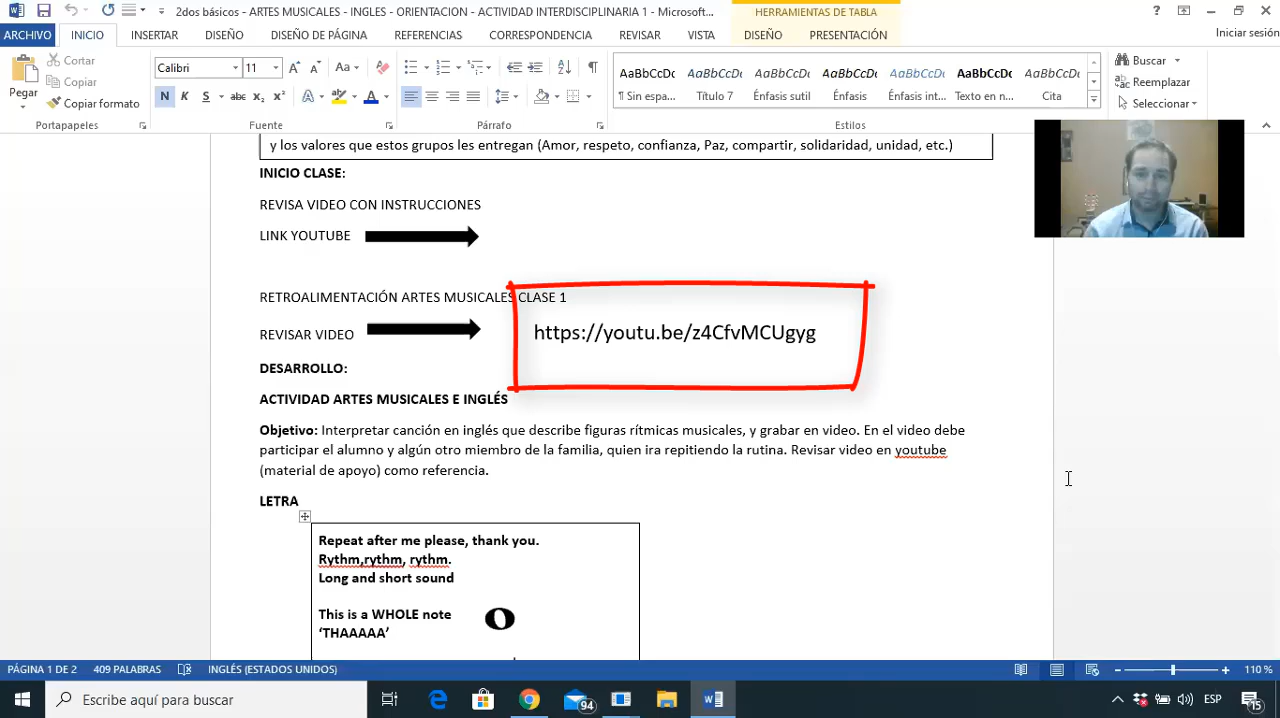 2dos básicos - ARTES MUSICALES - INGLES - ORIENTACION - ACTIVIDAD INTERDISCIPLINARIA 1 - Microsoft...
HERRAMIENTAS DE TABLA
?
ARCHIVO INICIO INSERTAR DISEÑO DISEÑO DE PÁGINA REFERENCIAS CORRESPONDENCIA REVISAR VISTA DISEÑO PRESENTACIÓN
Iniciar sesión
Pegar
Cortar
Copiar
Copiar formato
Portapapeles
Calibri 11
N K S abc x₂ x²
Fuente
Párrafo
AaBbCcDc AaBbCcDc AaBbCcDc AaBbCcDc AaBbCcDc AaBbCcDc AaBbCcDc
¶ Sin espa... Título 7 Énfasis sutil Énfasis Énfasis int... Texto en n... Cita
Estilos
Buscar
Reemplazar
Seleccionar
y los valores que estos grupos les entregan (Amor, respeto, confianza, Paz, compartir, solidaridad, unidad, etc.)
INICIO CLASE:
REVISA VIDEO CON INSTRUCCIONES
LINK YOUTUBE
RETROALIMENTACIÓN ARTES MUSICALES CLASE 1
REVISAR VIDEO
https://youtu.be/z4CfvMCUgyg
DESARROLLO:
ACTIVIDAD ARTES MUSICALES E INGLÉS
Objetivo: Interpretar canción en inglés que describe figuras rítmicas musicales, y grabar en video. En el video debe
participar el alumno y algún otro miembro de la familia, quien ira repitiendo la rutina. Revisar video en youtube
(material de apoyo) como referencia.
LETRA
Repeat after me please, thank you.
Rythm,rythm, rythm.
Long and short sound
This is a WHOLE note
‘THAAAAA’
PÁGINA 1 DE 2 409 PALABRAS INGLÉS (ESTADOS UNIDOS) 110 %
Escribe aquí para buscar
94
ESP
15